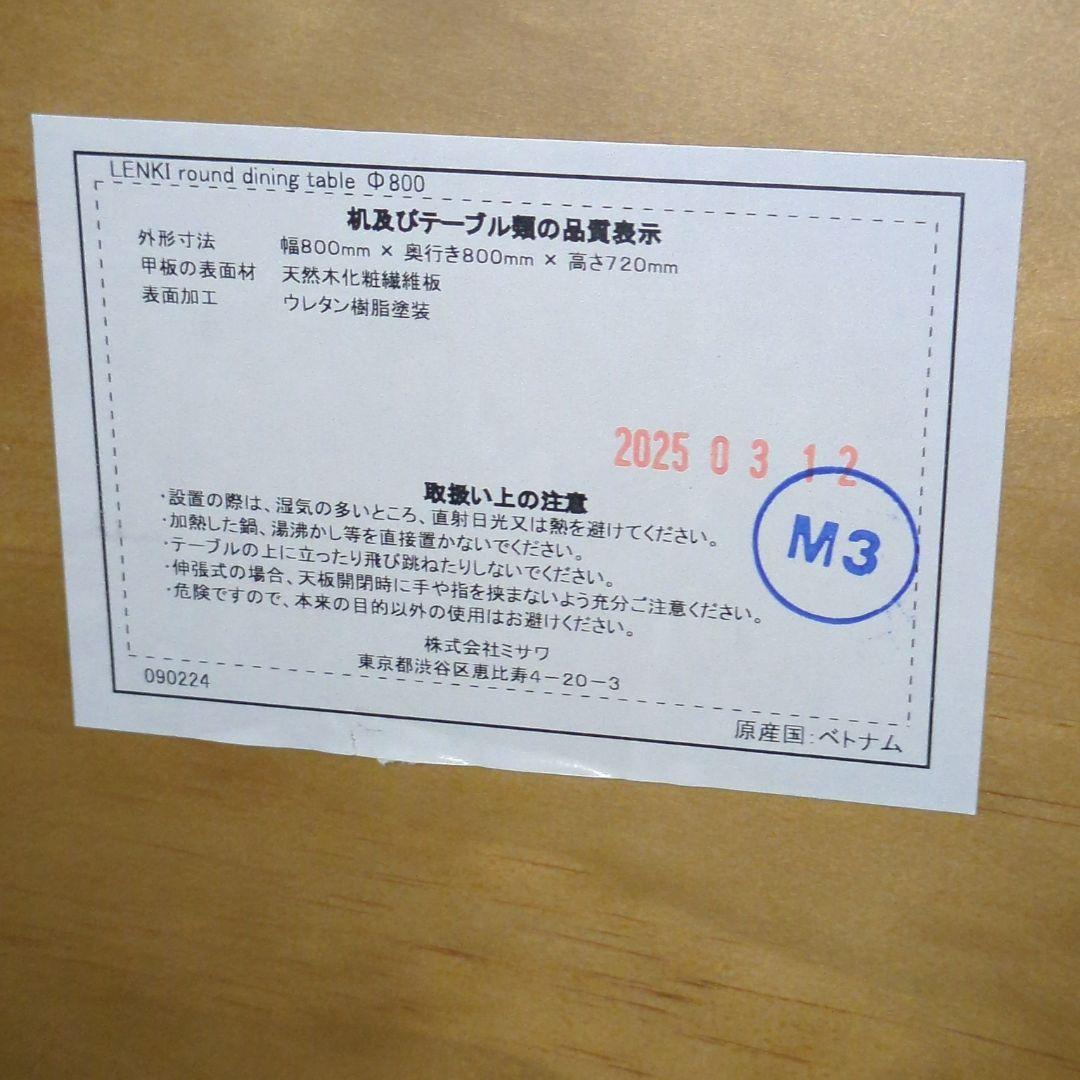 LENKI round dining table Φ800
机及びテーブル類の品質表示
外形寸法 幅800mm × 奥行き800mm × 高さ720mm
甲板の表面材 天然木化粧繊維板
表面加工 ウレタン樹脂塗装
2025 03 12
M3
取扱い上の注意
・設置の際は、湿気の多いところ、直射日光又は熱を避けてください。
・加熱した鍋、湯沸かし等を直接置かないでください。
・テーブルの上に立ったり飛び跳ねたりしないでください。
・伸張式の場合、天板開閉時に手や指を挟まないよう充分ご注意ください。
・危険ですので、本来の目的以外の使用はお避けください。
株式会社ミサワ
東京都渋谷区恵比寿4-20-3
090224
原産国:ベトナム